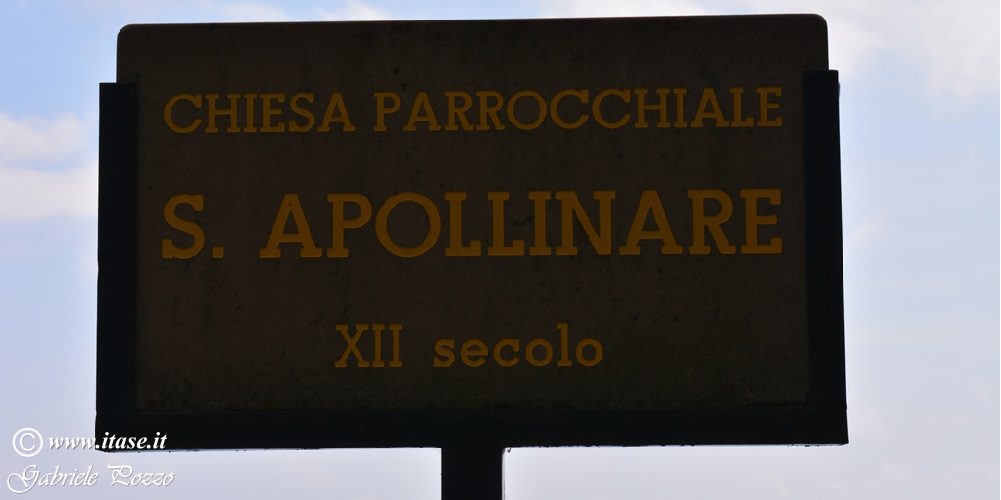 CHIESA PARROCCHIALE
S. APOLLINARE
XII secolo
© www.itase.it
Gabriele Pozzo